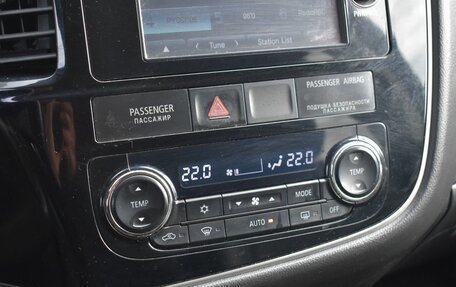 Tune
Station List
PASSENGER
ПАССАЖИР
PASSENGER AIRBAG
ПОДУШКА БЕЗОПАСНОСТИ
ПАССАЖИРА
22.0
22.0
TEMP
MODE
TEMP
AUTO
OFF